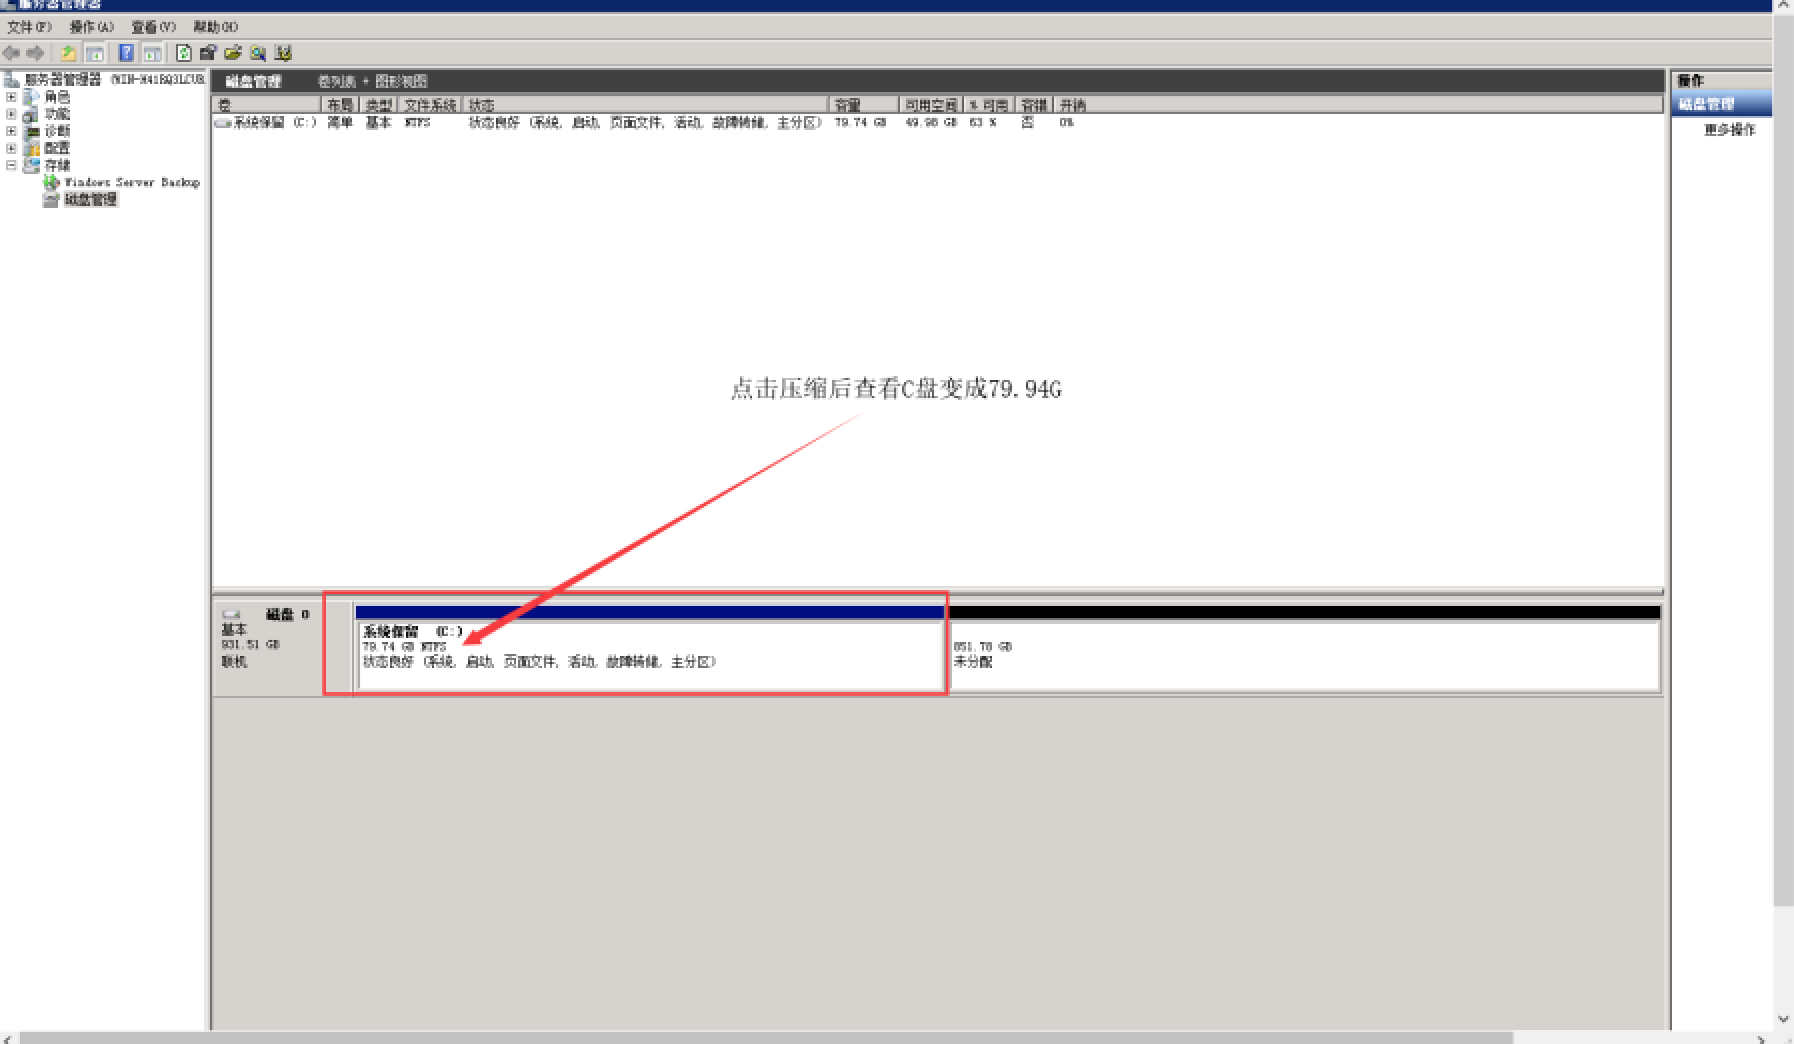 服务器管理器
文件(F) 操作(A) 查看(V) 帮助(H)
服务器管理器
角色
功能
诊断
配置
存储
Windows Server Backup
磁盘管理
磁盘管理 卷列表 + 图形视图
卷 布局 类型 文件系统 状态 容量 可用空间 % 可用 容错 开销
系统保留 (C:) 简单 基本 NTFS 状态良好 (系统, 启动, 页面文件, 活动, 故障转储, 主分区) 79.74 GB 49.98 GB 63 % 否 0%
点击压缩后查看C盘变成79.94G
磁盘 0
基本
931.51 GB
联机
系统保留 (C:)
79.74 GB NTFS
状态良好 (系统, 启动, 页面文件, 活动, 故障转储, 主分区)
851.78 GB
未分配
操作
磁盘管理
更多操作